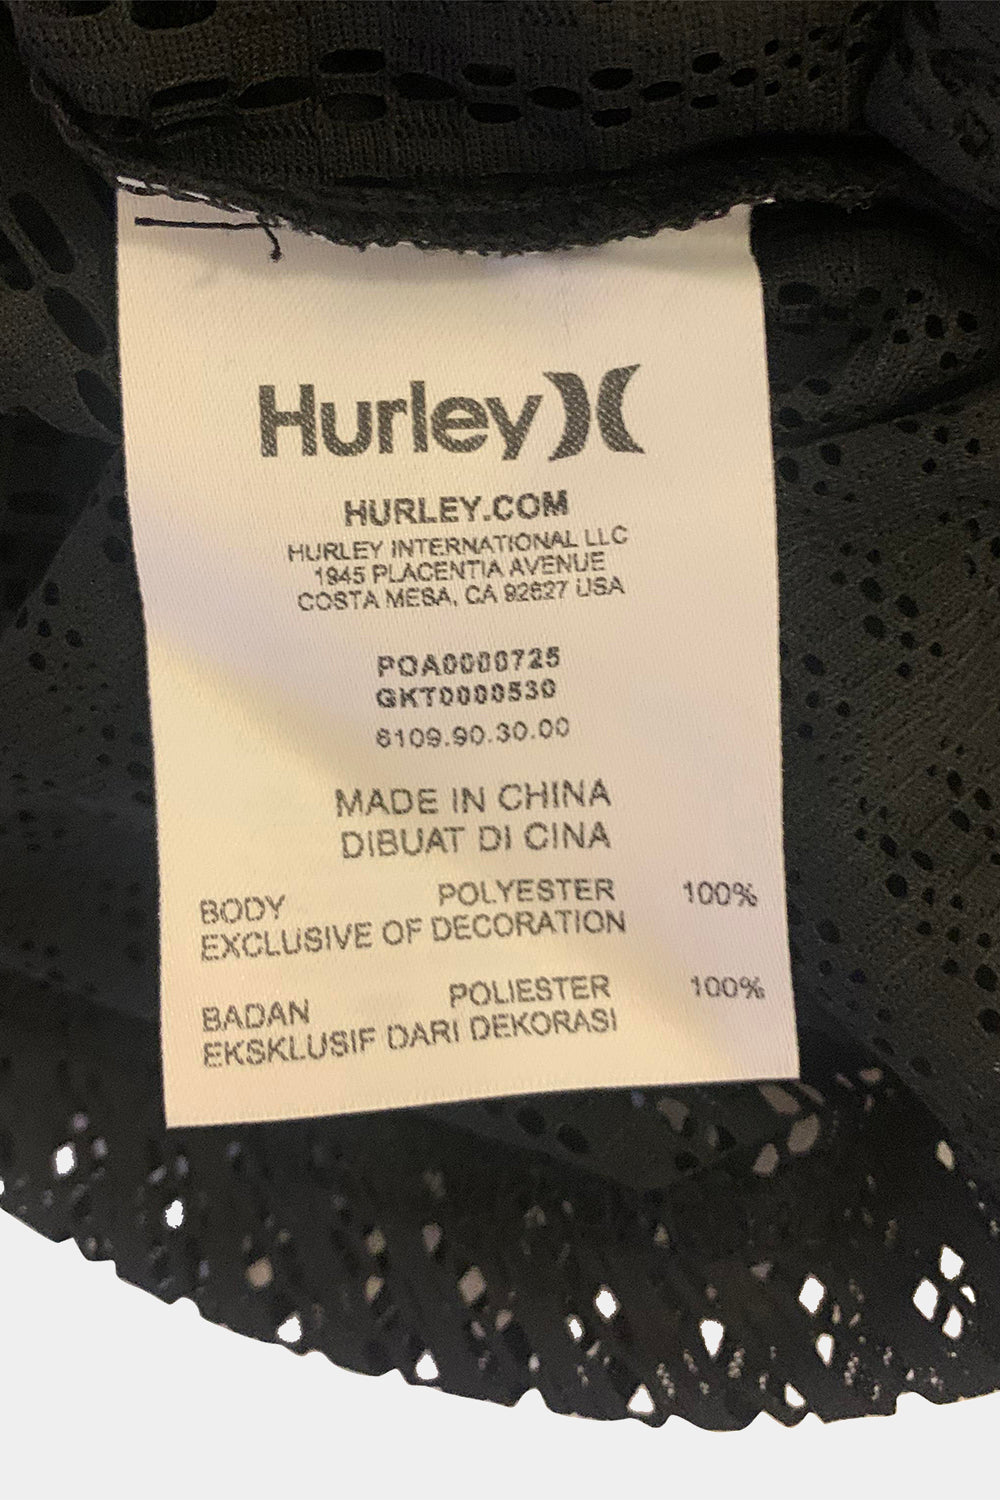 Hurley
HURLEY.COM
HURLEY INTERNATIONAL LLC
1945 PLACENTIA AVENUE
COSTA MESA, CA 92627 USA
POA0000725
GKT0000530
6109.90.30.00
MADE IN CHINA
DIBUAT DI CINA
BODY POLYESTER 100%
EXCLUSIVE OF DECORATION
BADAN POLIESTER 100%
EKSKLUSIF DARI DEKORASI